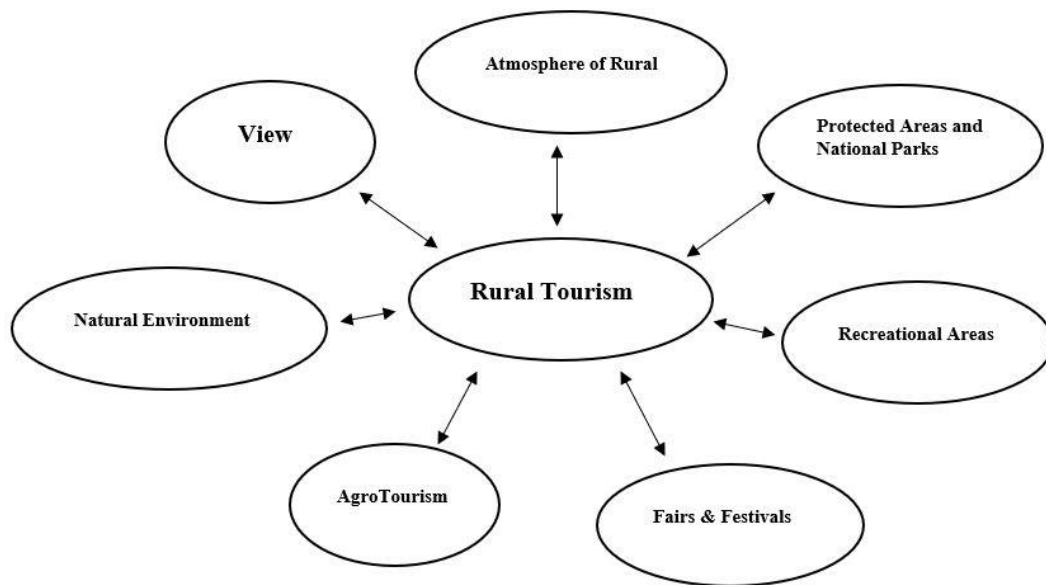 Atmosphere of Rural
View
Protected Areas and
National Parks
Rural Tourism
Natural Environment
Recreational Areas
AgroTourism
Fairs & Festivals